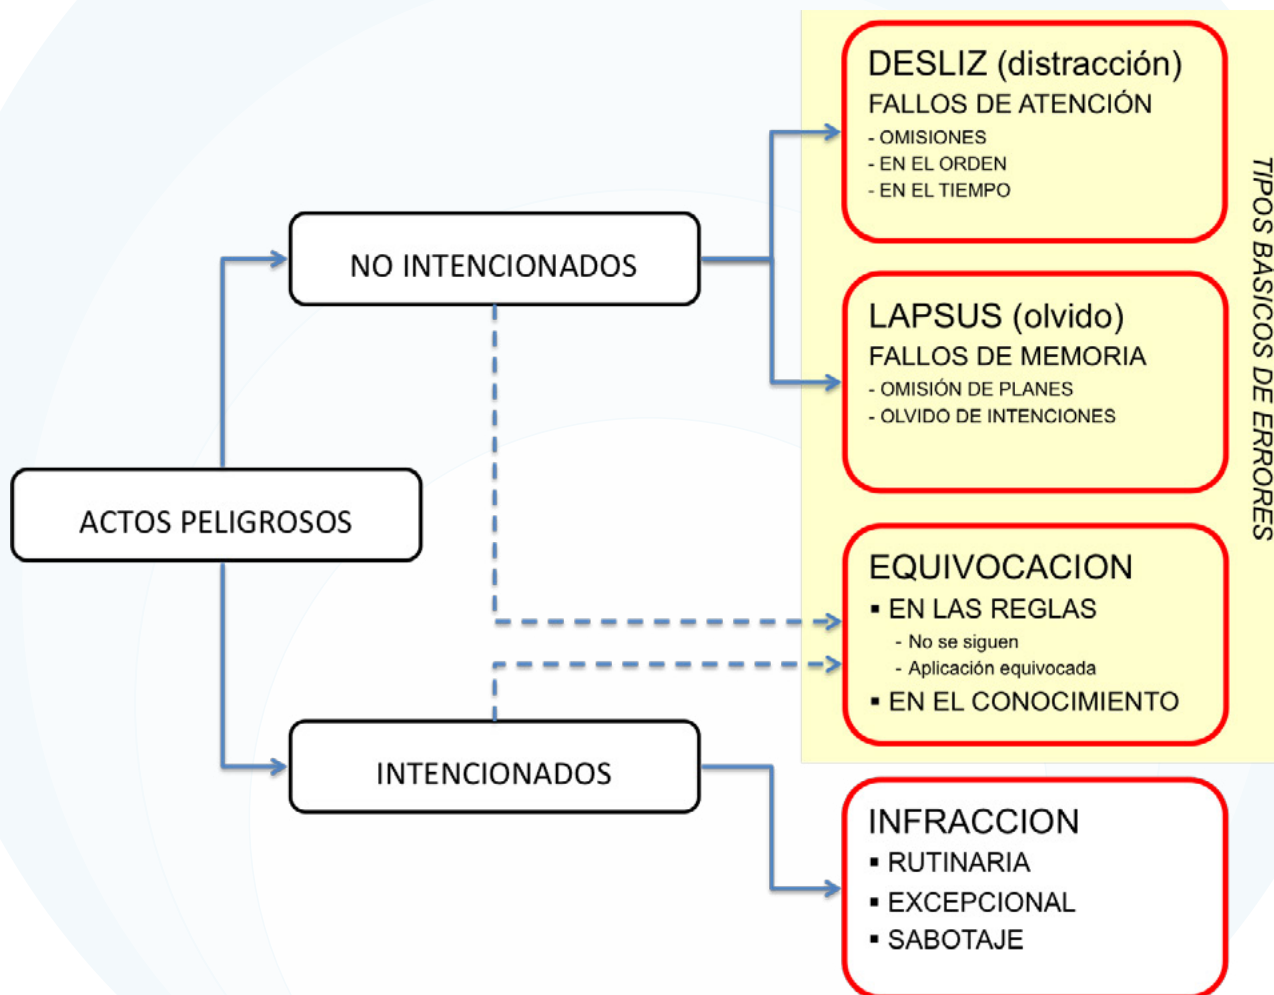 DESLIZ (distracción)
FALLOS DE ATENCIÓN
- OMISIONES
- EN EL ORDEN
- EN EL TIEMPO
TIPOS BASICOS DE ERRORES
NO INTENCIONADOS
LAPSUS (olvido)
FALLOS DE MEMORIA
- OMISIÓN DE PLANES
- OLVIDO DE INTENCIONES
ACTOS PELIGROSOS
EQUIVOCACION
▪ EN LAS REGLAS
- No se siguen
- Aplicación equivocada
▪ EN EL CONOCIMIENTO
INTENCIONADOS
INFRACCION
▪ RUTINARIA
▪ EXCEPCIONAL
▪ SABOTAJE